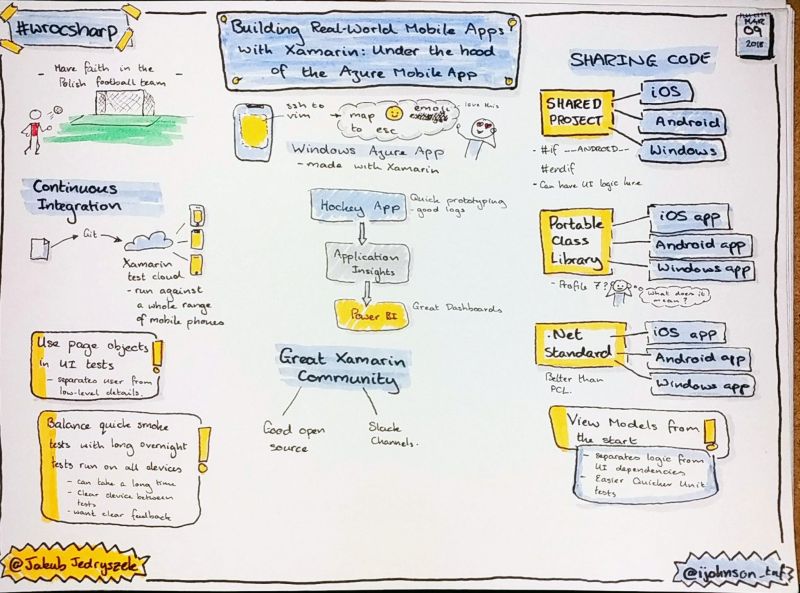 #wrocsharp
Building Real-World Mobile Apps
with Xamarin: Under the hood
of the Azure Mobile App
MAR
09
2018
- Have faith in the -
Polish football team
ssh to
vim
map
emoji
to esc
love this
Windows Azure App
- made with Xamarin
Continuous
Integration
Git
Xamarin
test cloud
- run against
a whole range
of mobile phones
Use page objects
in UI tests
- separates user from
low-level details.
Balance quick smoke
tests with long overnight
tests run on all devices
- can take a long time
- Clear device between
tests
- want clear feedback
Hockey App
Quick prototyping
- good logs
Application
Insights
Power BI
Great Dashboards
Great Xamarin
Community
Good open
source
Slack
Channels.
SHARING CODE
SHARED
PROJECT
iOS
Android
Windows
- #if __ANDROID__
#endif
- Can have UI logic here
Portable
Class
Library
iOS app
Android app
Windows app
- Profile 7?
What does it
mean?
.Net
Standard
iOS app
Android app
Windows app
Better than
PCL.
View Models from
the start
- separates logic from
UI dependencies
- Easier Quicker Unit
tests
@Jakub Jedryszek
@ijohnson_tnf